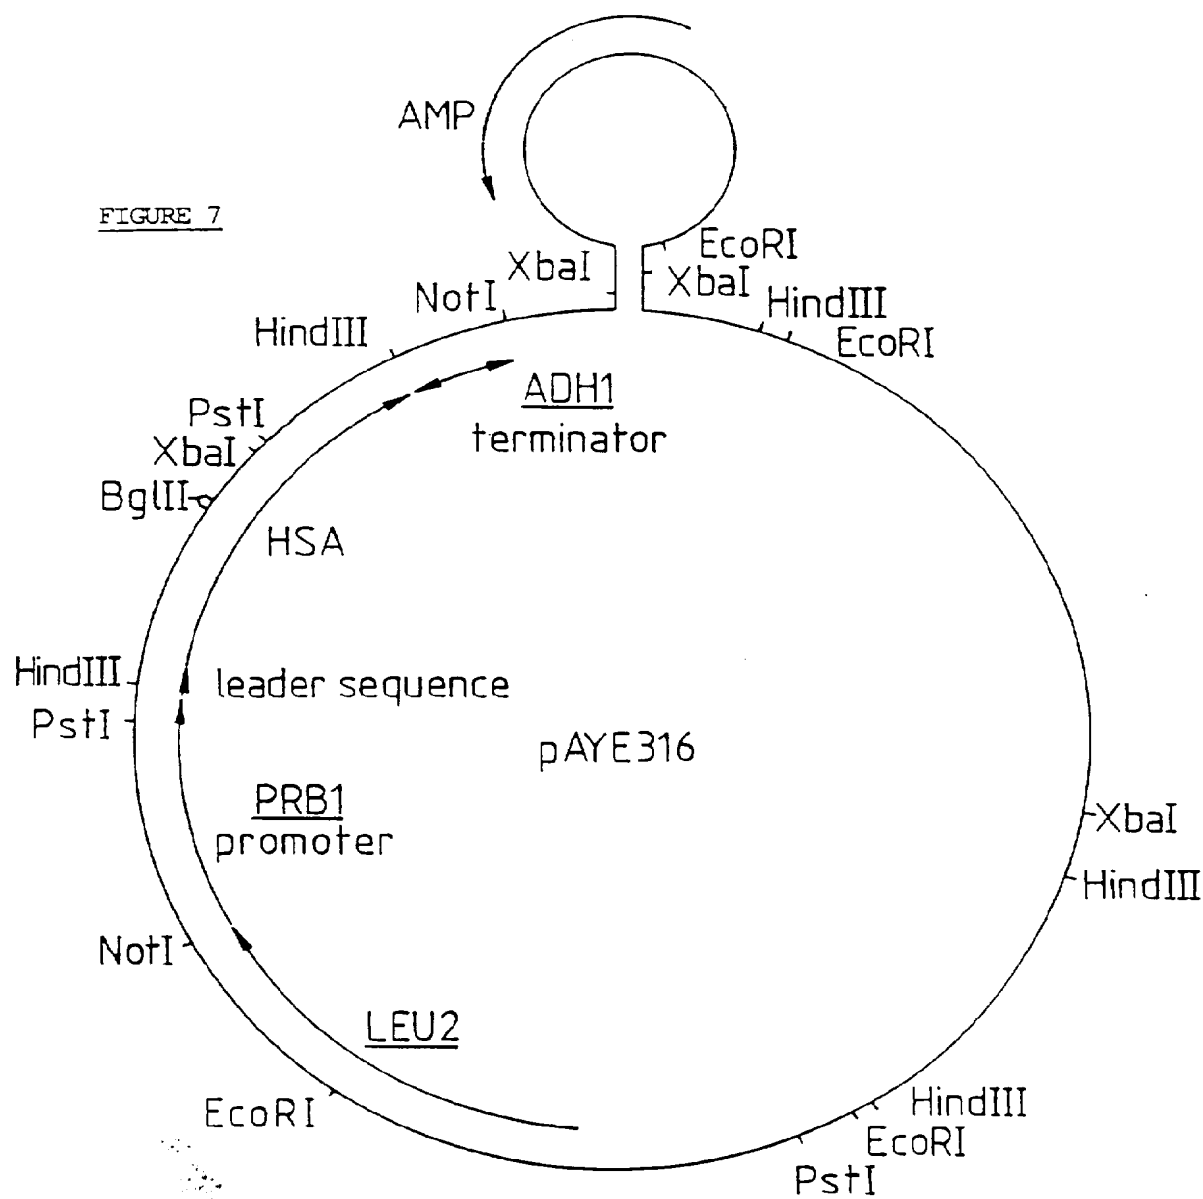 AMP
FIGURE 7
EcoRI
XbaI
XbaI
NotI
HindIII
HindIII
EcoRI
ADH1
terminator
PstI
XbaI
BglII
HSA
HindIII
leader sequence
PstI
pAYE316
PRB1
promoter
XbaI
HindIII
NotI
LEU2
EcoRI
HindIII
EcoRI
PstI